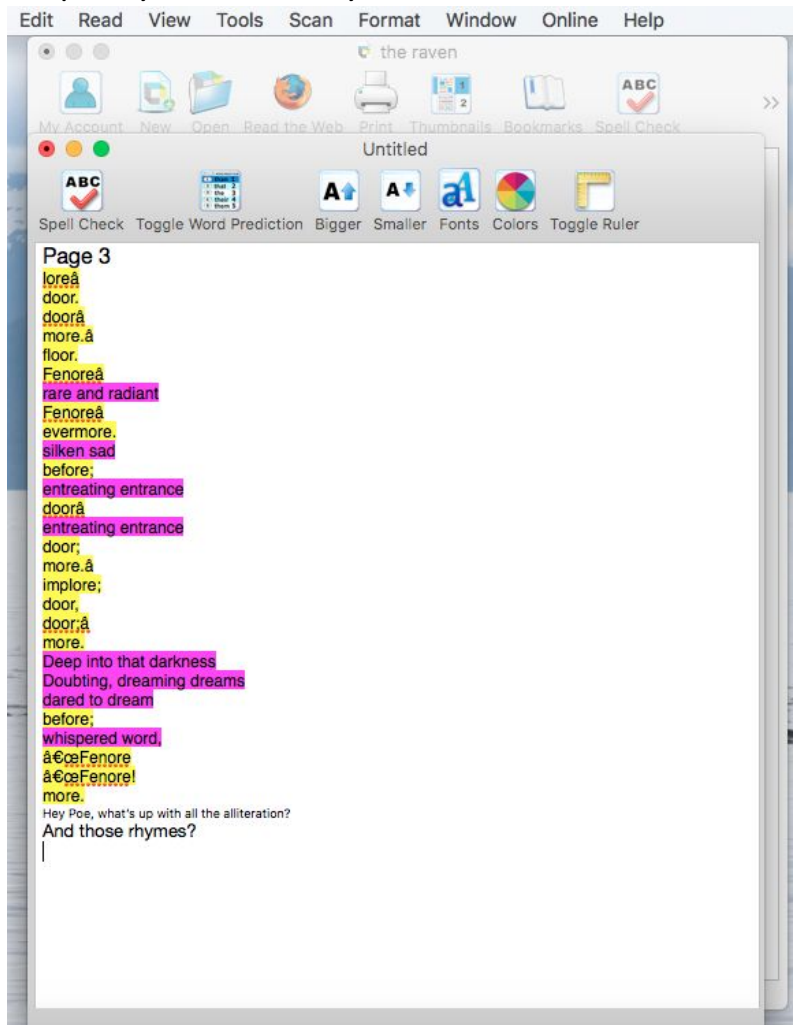 Edit Read View Tools Scan Format Window Online Help
the raven
ABC
1
2
My Account New Open Read the Web Print Thumbnails Bookmarks Spell Check
Untitled
ABC
Spell Check Toggle Word Prediction Bigger Smaller Fonts Colors Toggle Ruler
Page 3
loreâ
door.
doorâ
more.â
floor.
Fenoreâ
rare and radiant
Fenoreâ
evermore.
silken sad
before;
entreating entrance
doorâ
entreating entrance
door;
more.â
implore;
door,
door;â
more.
Deep into that darkness
Doubting, dreaming dreams
dared to dream
before;
whispered word,
â€œFenore
â€œFenore!
more.
Hey Poe, what's up with all the alliteration?
And those rhymes?